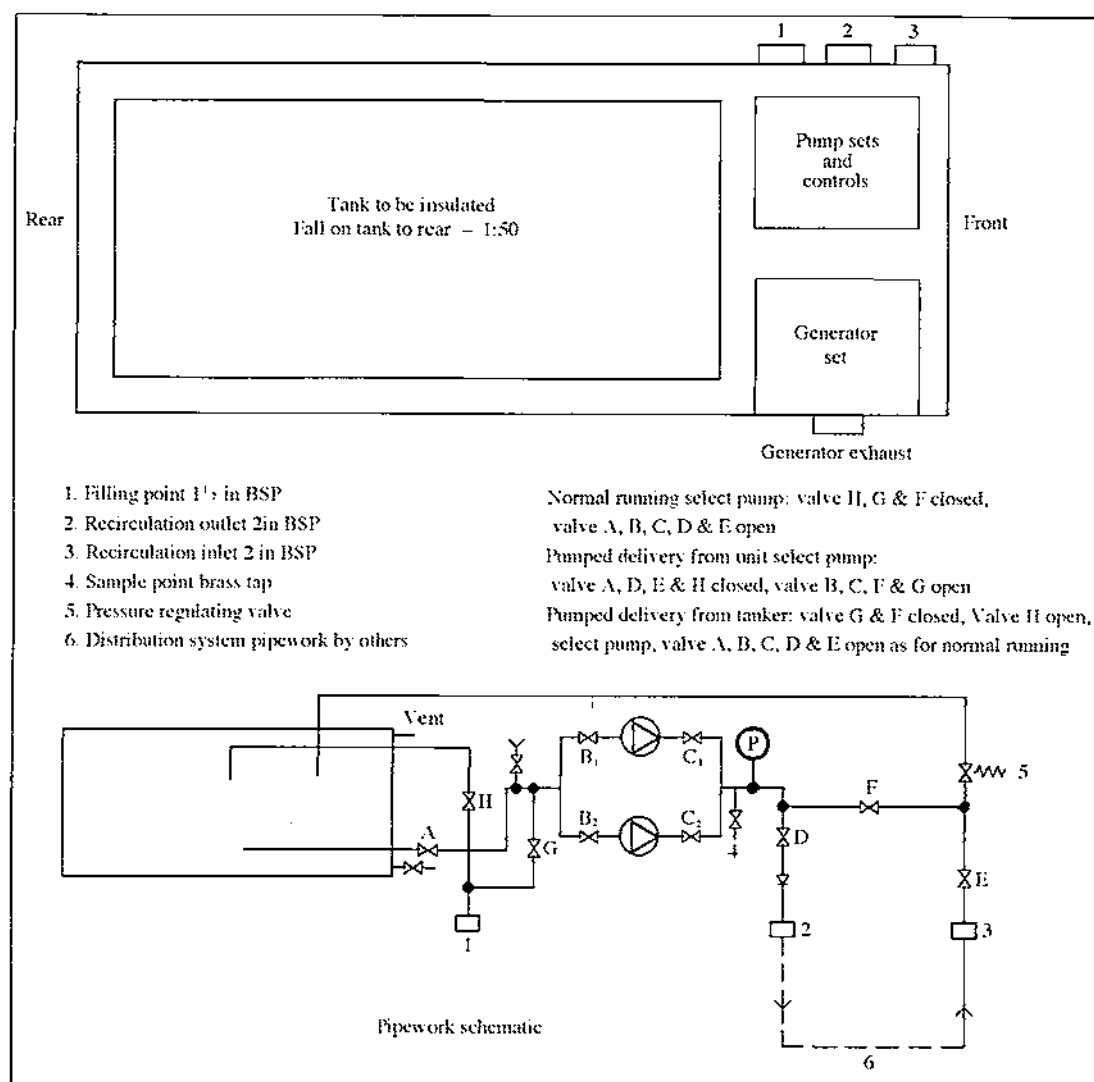 1
2
3
Pump sets
and
controls
Rear
Tank to be insulated
Fall on tank to rear – 1:50
Front
Generator
set
Generator exhaust
1. Filling point 1½ in BSP
2. Recirculation outlet 2in BSP
3. Recirculation inlet 2 in BSP
4. Sample point brass tap
5. Pressure regulating valve
6. Distribution system pipework by others
Normal running select pump: valve H, G & F closed,
valve A, B, C, D & E open
Pumped delivery from unit select pump:
valve A, D, E & H closed, valve B, C, F & G open
Pumped delivery from tanker: valve G & F closed, Valve H open,
select pump, valve A, B, C, D & E open as for normal running
Vent
P
B₁
C₁
5
H
F
A
B₂
C₂
G
4
D
E
1
2
3
Pipework schematic
6